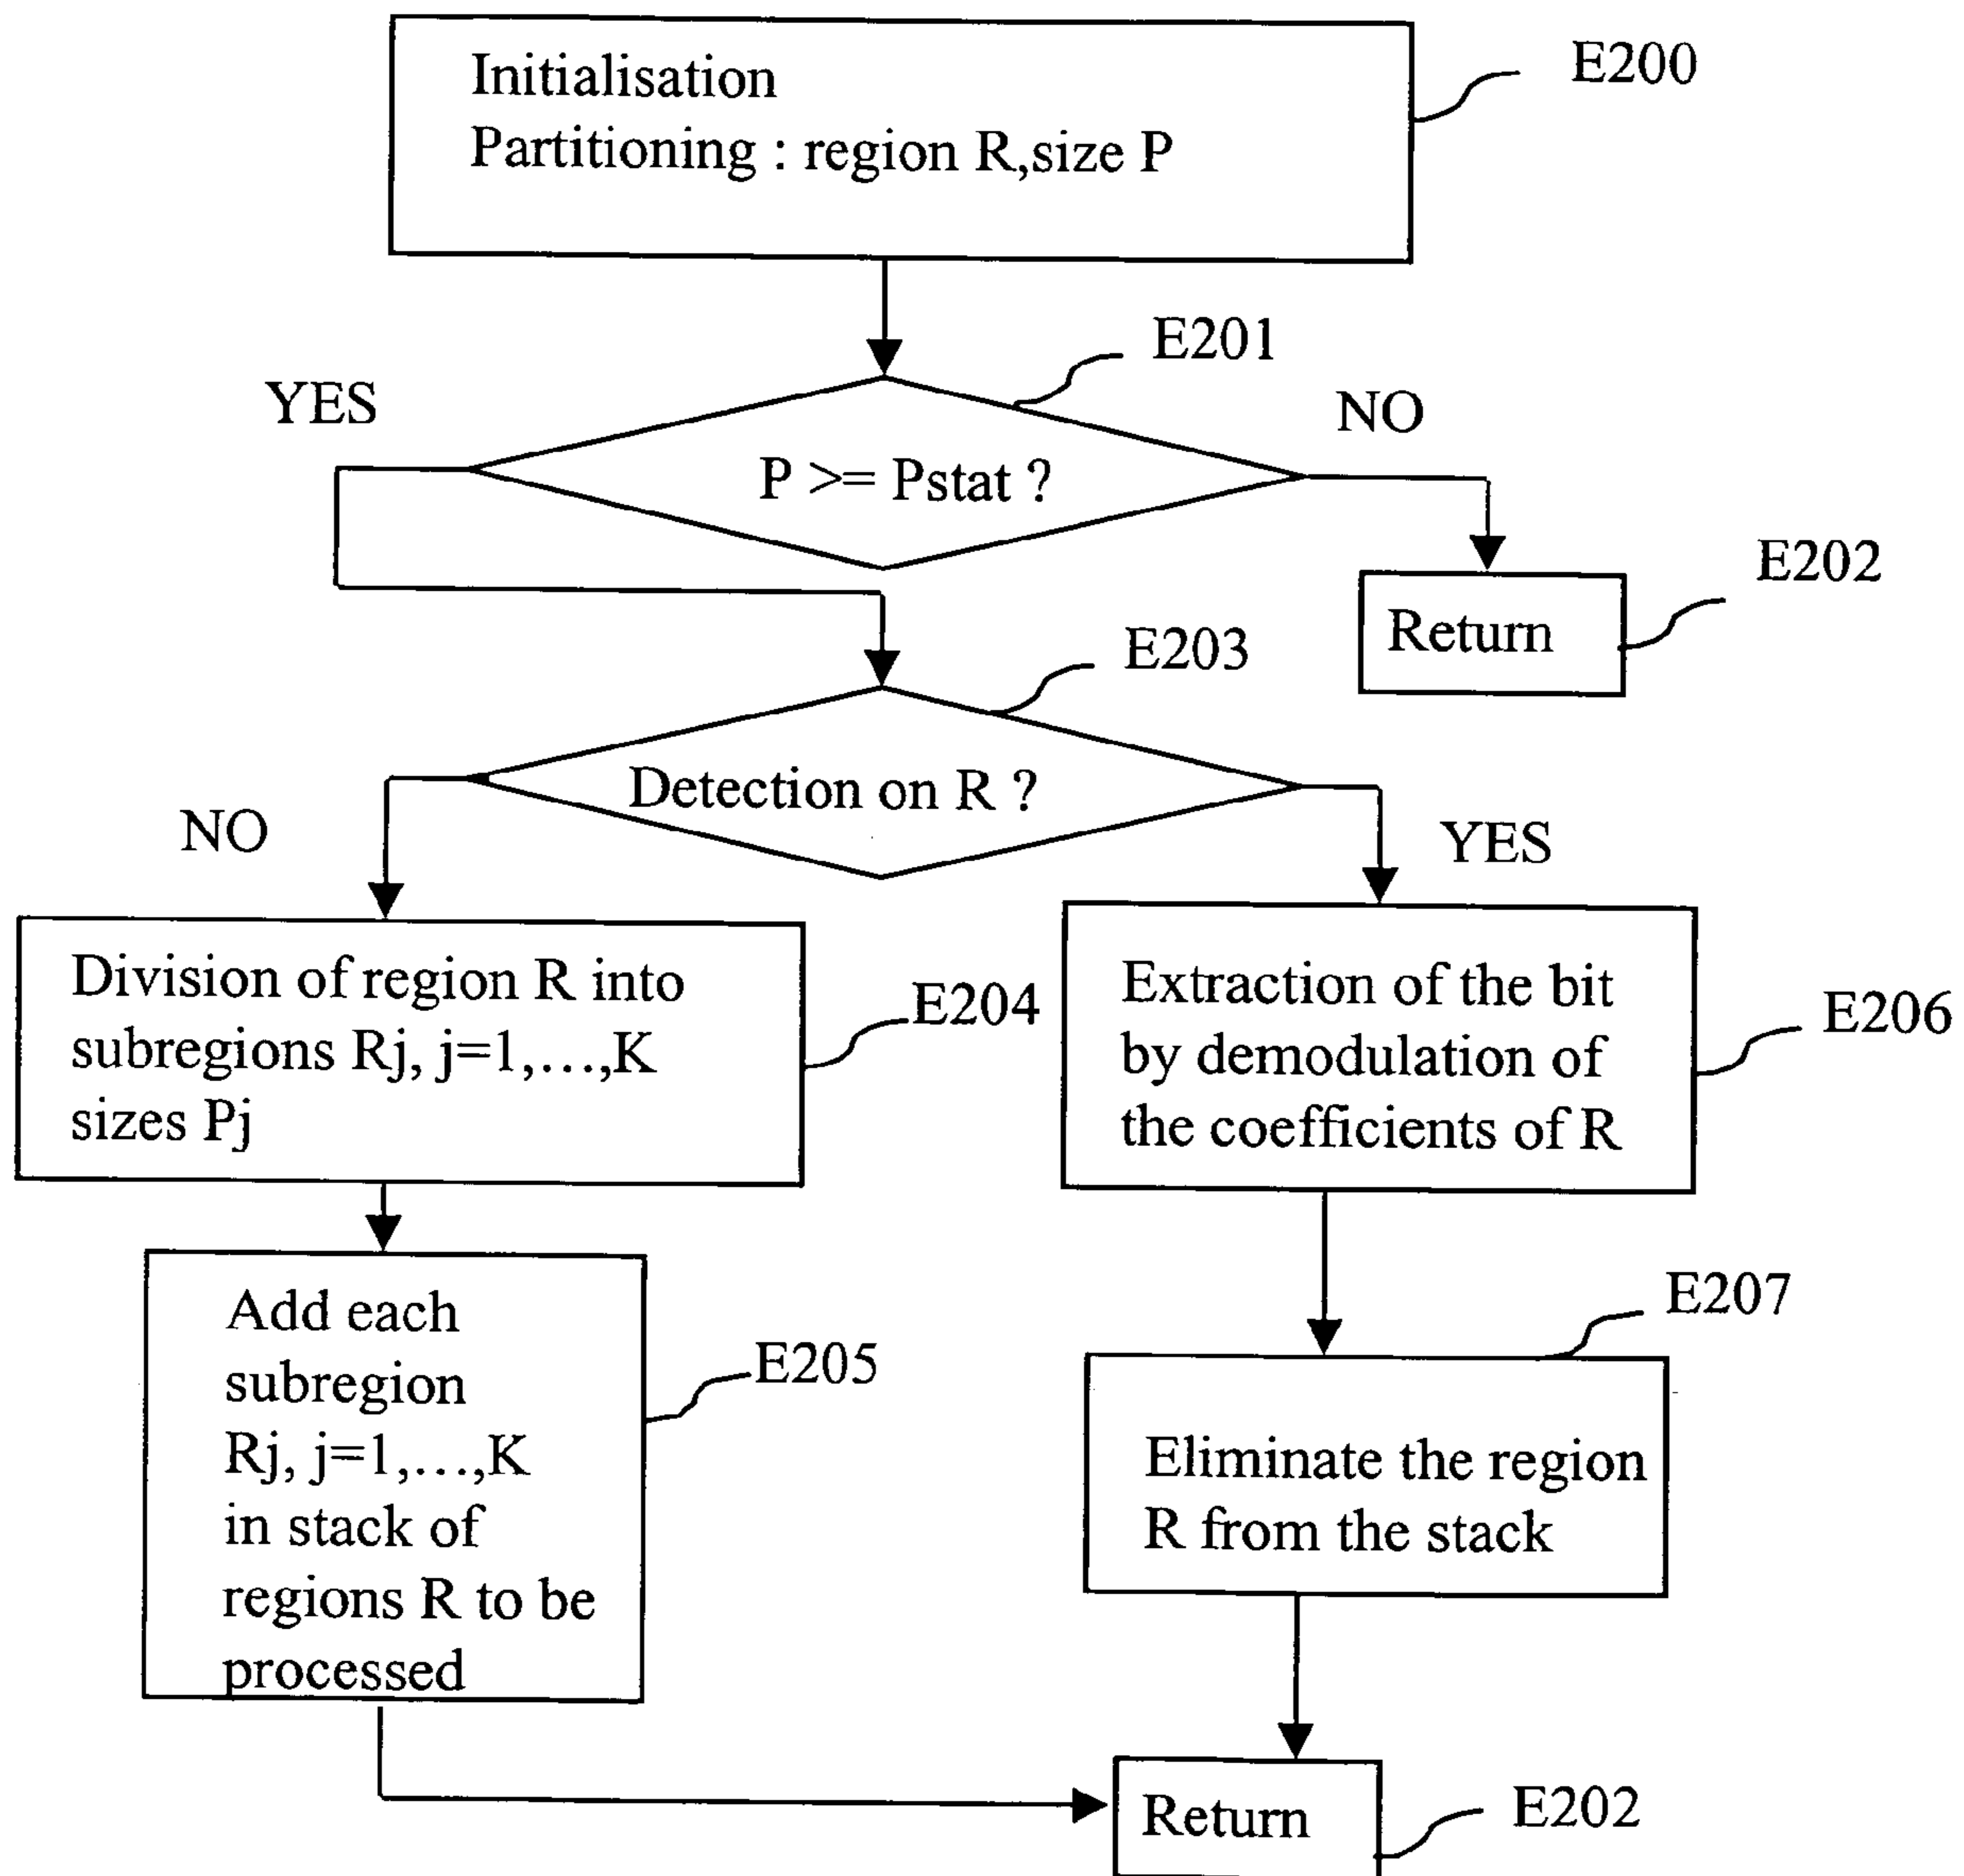 Initialisation
Partitioning : region R,size P
E200
E201
YES
NO
P >= Pstat ?
E202
Return
E203
Detection on R ?
NO
YES
Division of region R into
subregions Rj, j=1,...,K
sizes Pj
E204
Extraction of the bit
by demodulation of
the coefficients of R
E206
Add each
subregion
Rj, j=1,...,K
in stack of
regions R to be
processed
E205
E207
Eliminate the region
R from the stack
Return
E202